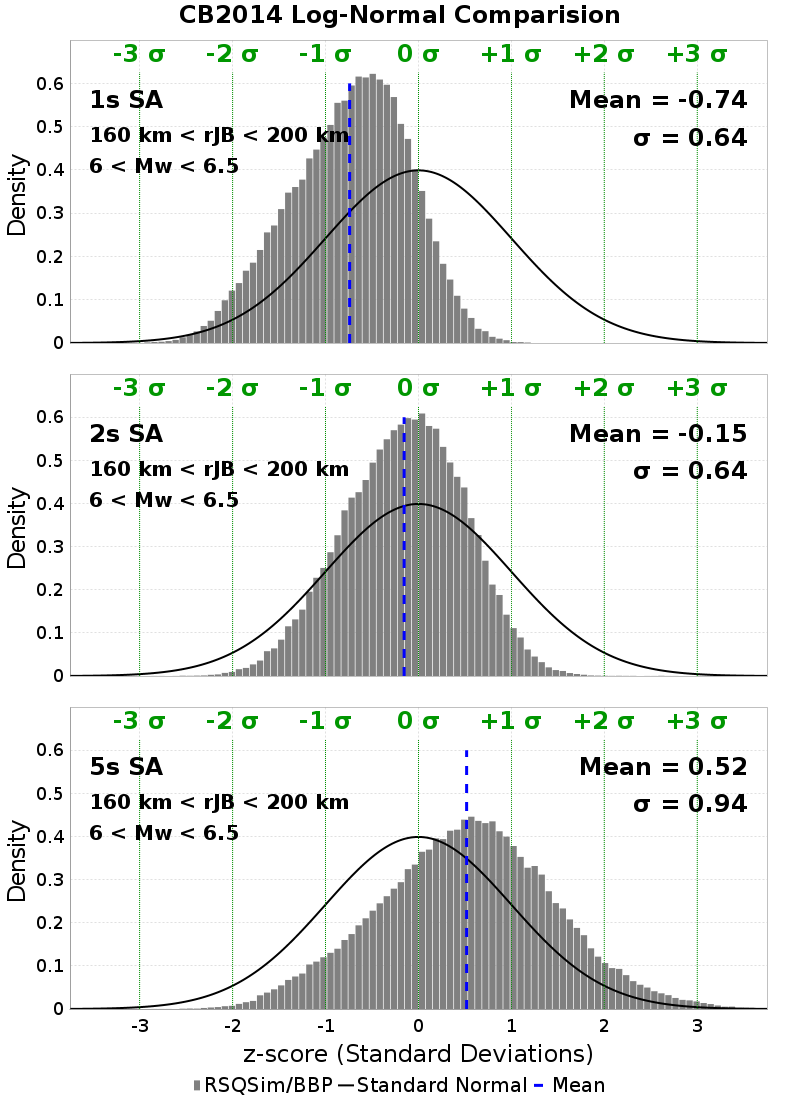 CB2014 Log-Normal Comparision
-3 σ -2 σ -1 σ 0 σ +1 σ +2 σ +3 σ
1s SA
160 km < rJB < 200 km
6 < Mw < 6.5
Mean = -0.74
σ = 0.64
Density
0.6
0.5
0.4
0.3
0.2
0.1
0
-3 σ -2 σ -1 σ 0 σ +1 σ +2 σ +3 σ
2s SA
160 km < rJB < 200 km
6 < Mw < 6.5
Mean = -0.15
σ = 0.64
Density
0.6
0.5
0.4
0.3
0.2
0.1
0
-3 σ -2 σ -1 σ 0 σ +1 σ +2 σ +3 σ
5s SA
160 km < rJB < 200 km
6 < Mw < 6.5
Mean = 0.52
σ = 0.94
Density
0.6
0.5
0.4
0.3
0.2
0.1
0
-3 -2 -1 0 1 2 3
z-score (Standard Deviations)
RSQSim/BBP Standard Normal Mean